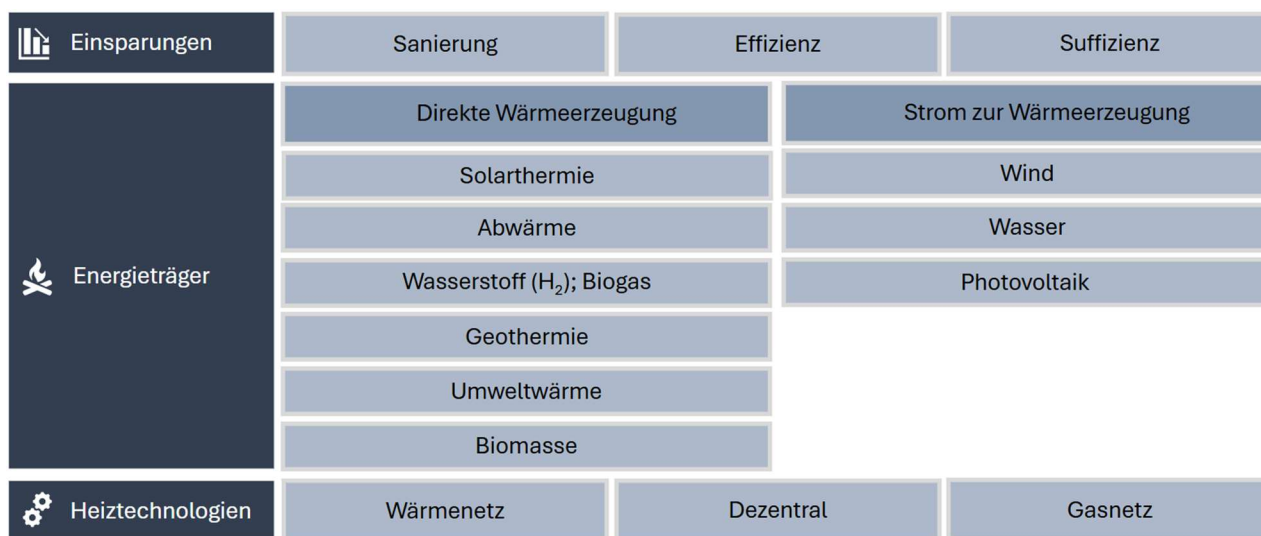 Einsparungen
Sanierung
Effizienz
Suffizienz
Energieträger
Direkte Wärmeerzeugung
Strom zur Wärmeerzeugung
Solarthermie
Wind
Abwärme
Wasser
Wasserstoff (H₂); Biogas
Photovoltaik
Geothermie
Umweltwärme
Biomasse
Heiztechnologien
Wärmenetz
Dezentral
Gasnetz